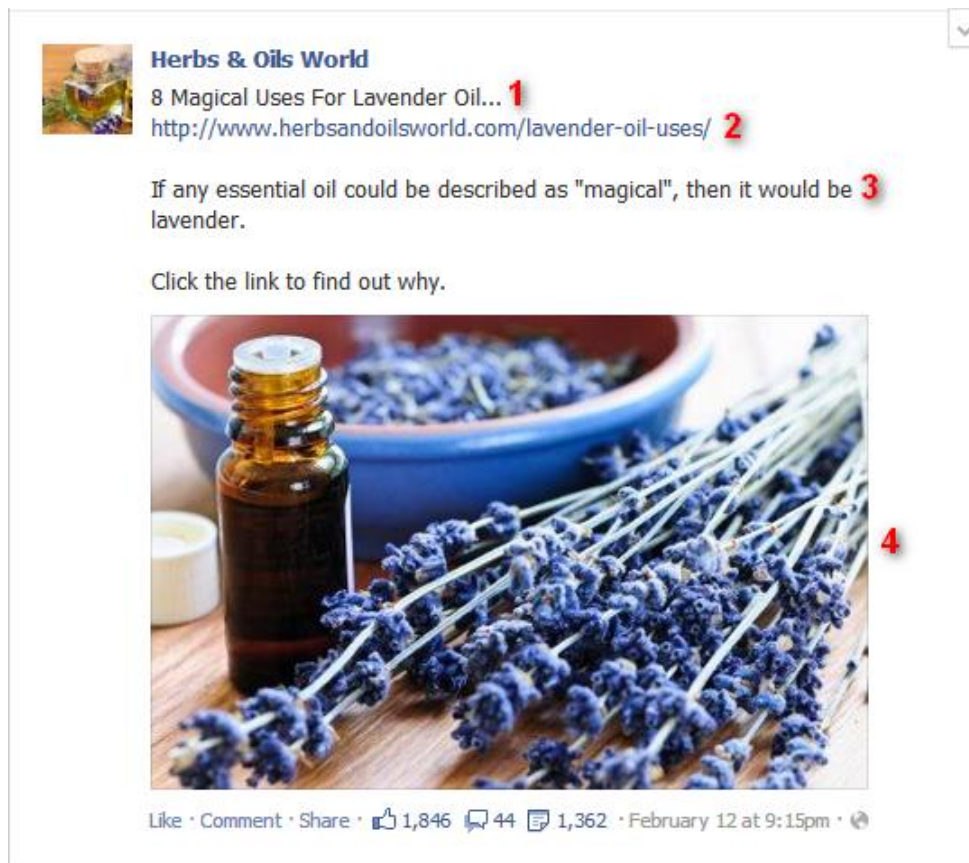 Herbs & Oils World
8 Magical Uses For Lavender Oil... 1
http://www.herbsandoilsworld.com/lavender-oil-uses/ 2
If any essential oil could be described as "magical", then it would be 3
lavender.
Click the link to find out why.
4
Like · Comment · Share · 1,846 44 1,362 · February 12 at 9:15pm ·